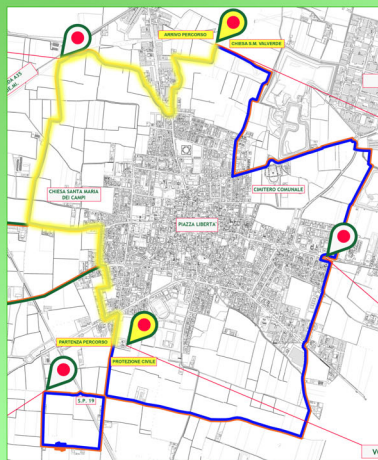 ARRIVO PERCORSO
CHIESA S.M. VALVERDE
CHIESA SANTA MARIA
DEI CAMPI
CIMITERO COMUNALE
PIAZZA LIBERTA
PARTENZA PERCORSO
PROTEZIONE CIVILE
S.P. 19